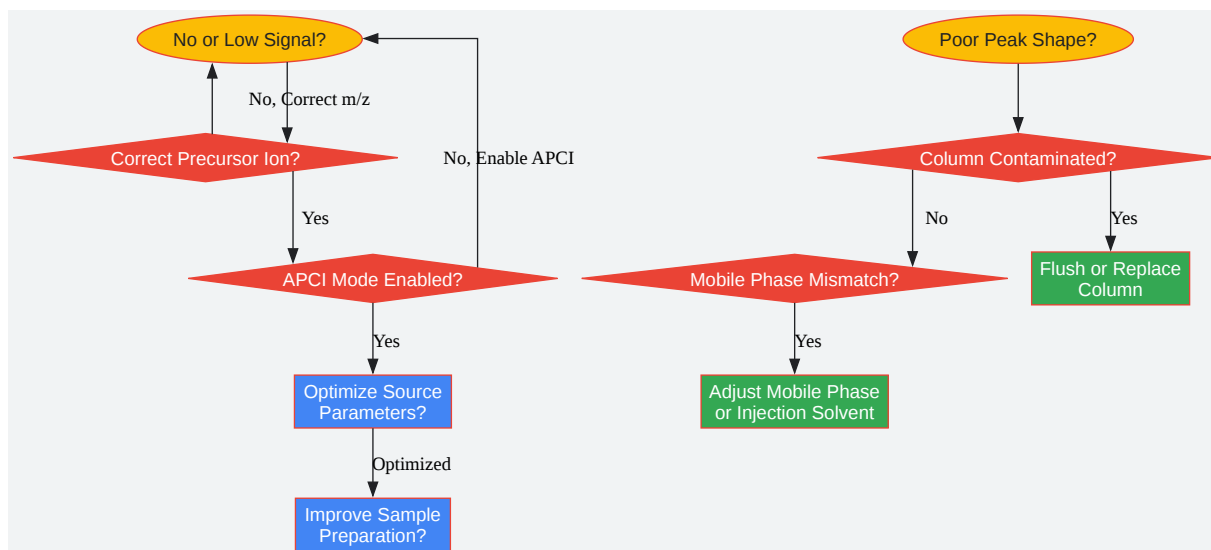 No or Low Signal?
Poor Peak Shape?
No, Correct m/z
Correct Precursor Ion?
No, Enable APCI
Column Contaminated?
Yes
No
Yes
APCI Mode Enabled?
Mobile Phase Mismatch?
Flush or Replace
Column
Yes
Yes
Optimize Source
Parameters?
Adjust Mobile Phase
or Injection Solvent
Optimized
Improve Sample
Preparation?